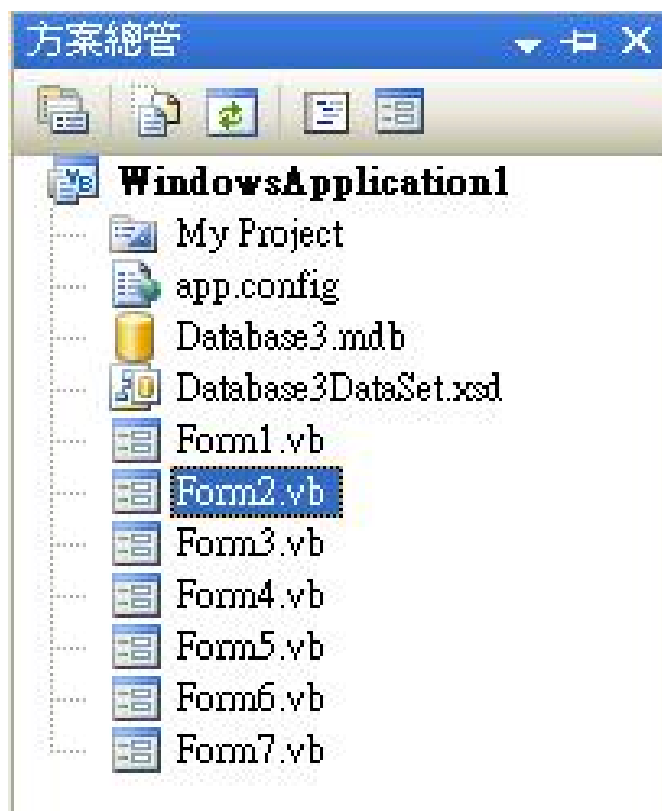 方案總管
WindowsApplication1
My Project
app.config
Database3.mdb
Database3DataSet.xsd
Form1.vb
Form2.vb
Form3.vb
Form4.vb
Form5.vb
Form6.vb
Form7.vb